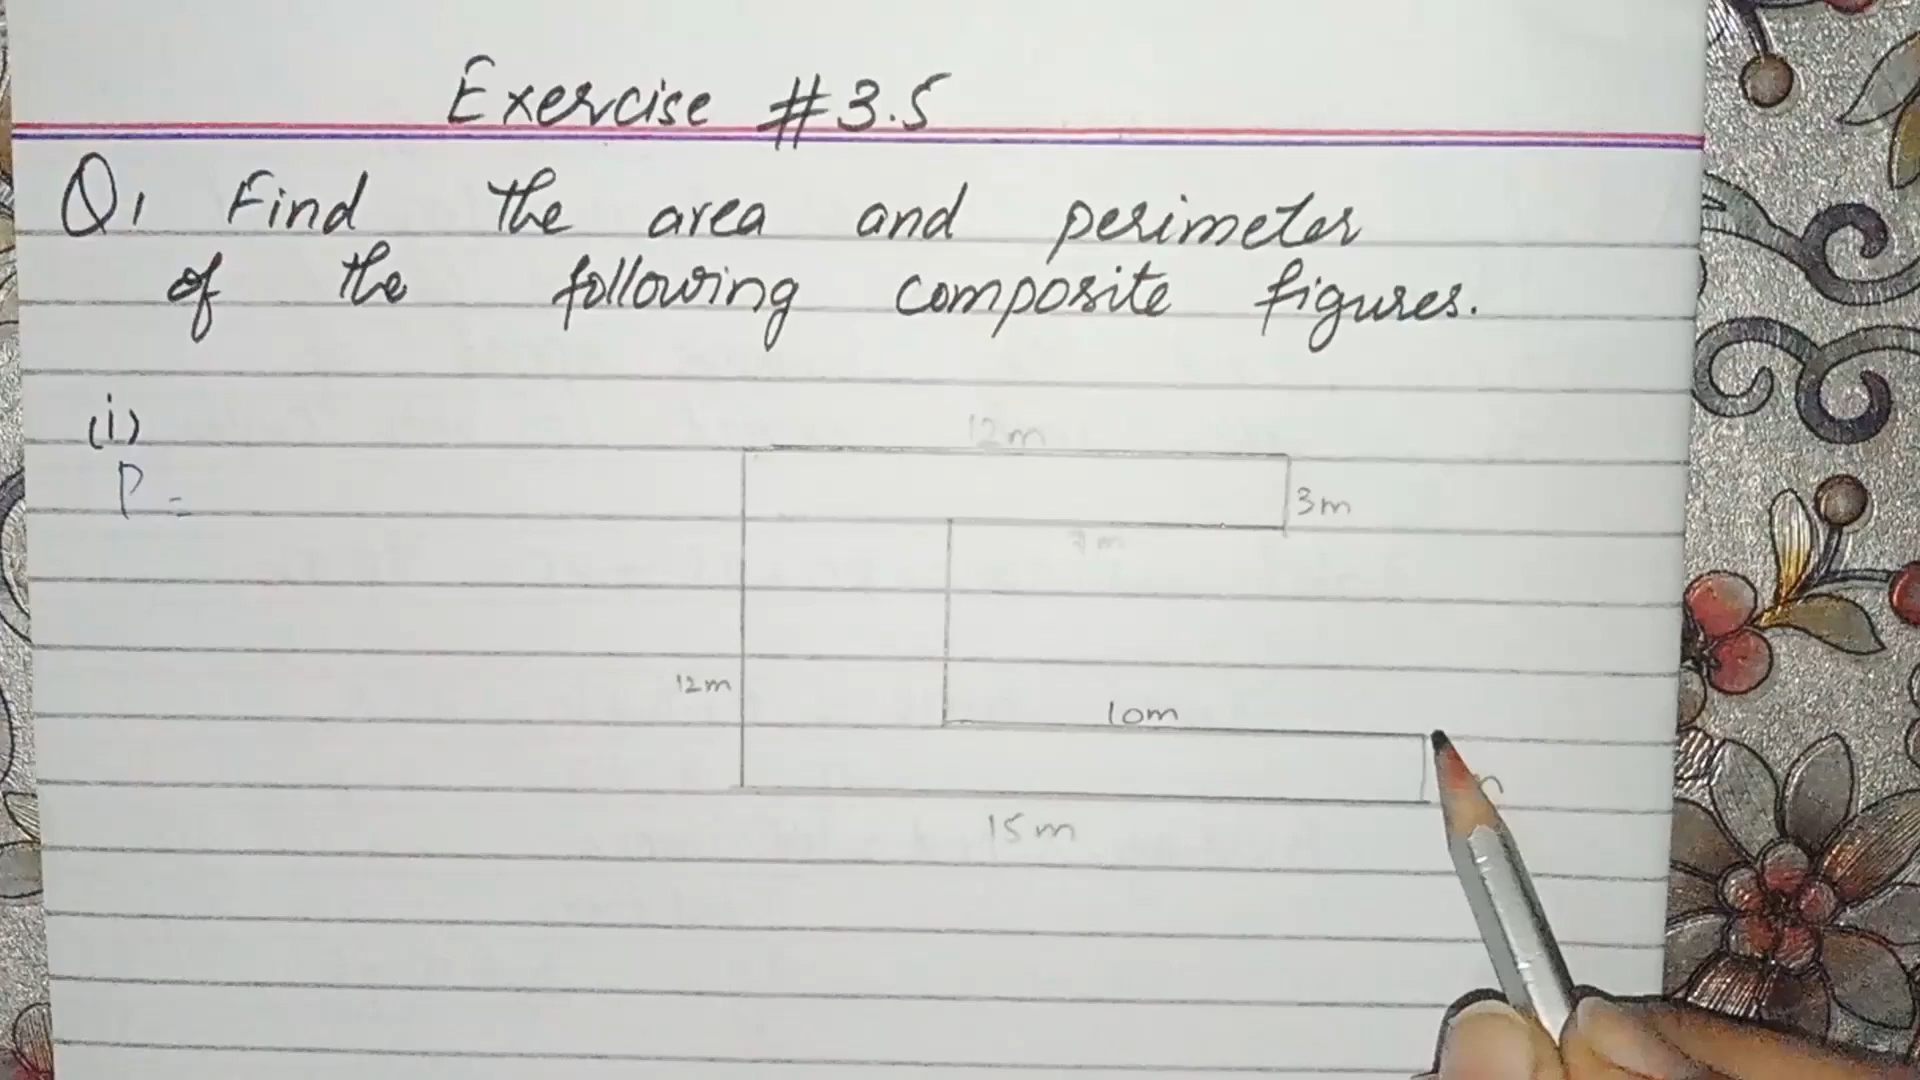 Exercise #3.5
Q1 Find the area and perimeter
of the following composite figures.
(i)
12m
P =
3m
7m
12m
10m
15m